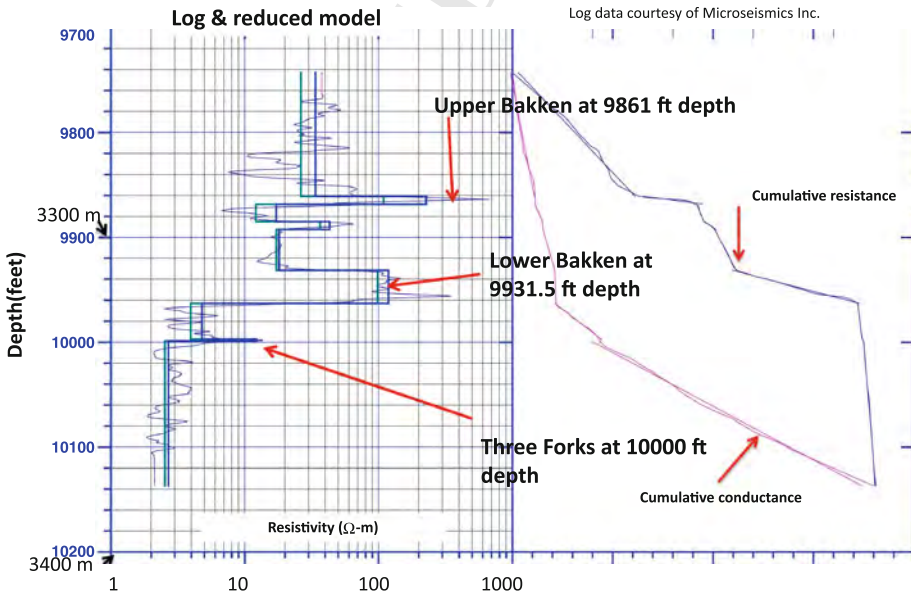 Log & reduced model
Log data courtesy of Microseismics Inc.
9700
Upper Bakken at 9861 ft depth
9800
Cumulative resistance
3300 m
9900
Lower Bakken at
9931.5 ft depth
Depth(feet)
10000
Three Forks at 10000 ft
depth
10100
Cumulative conductance
Resistivity (Ω-m)
10200
3400 m
1
10
100
1000